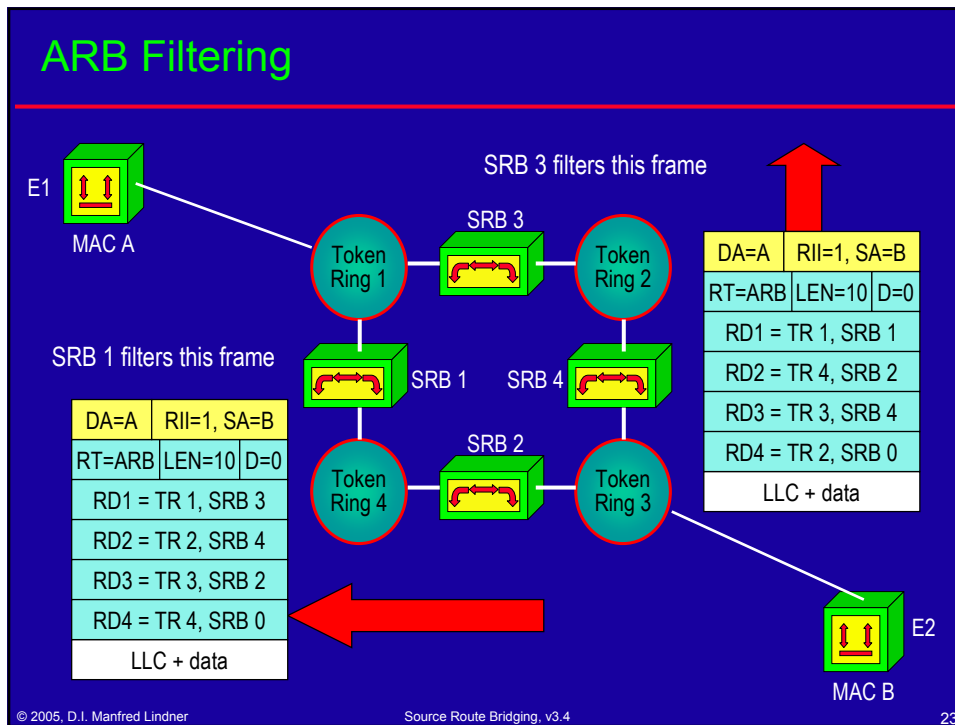 ARB Filtering
E1
MAC A
SRB 3 filters this frame
SRB 3
Token
Ring 1
Token
Ring 2
DA=A
RII=1, SA=B
RT=ARB
LEN=10
D=0
RD1 = TR 1, SRB 1
RD2 = TR 4, SRB 2
RD3 = TR 3, SRB 4
RD4 = TR 2, SRB 0
LLC + data
SRB 1 filters this frame
SRB 1
SRB 4
DA=A
RII=1, SA=B
RT=ARB
LEN=10
D=0
RD1 = TR 1, SRB 3
RD2 = TR 2, SRB 4
RD3 = TR 3, SRB 2
RD4 = TR 4, SRB 0
LLC + data
SRB 2
Token
Ring 4
Token
Ring 3
E2
MAC B
© 2005, D.I. Manfred Lindner
Source Route Bridging, v3.4
23